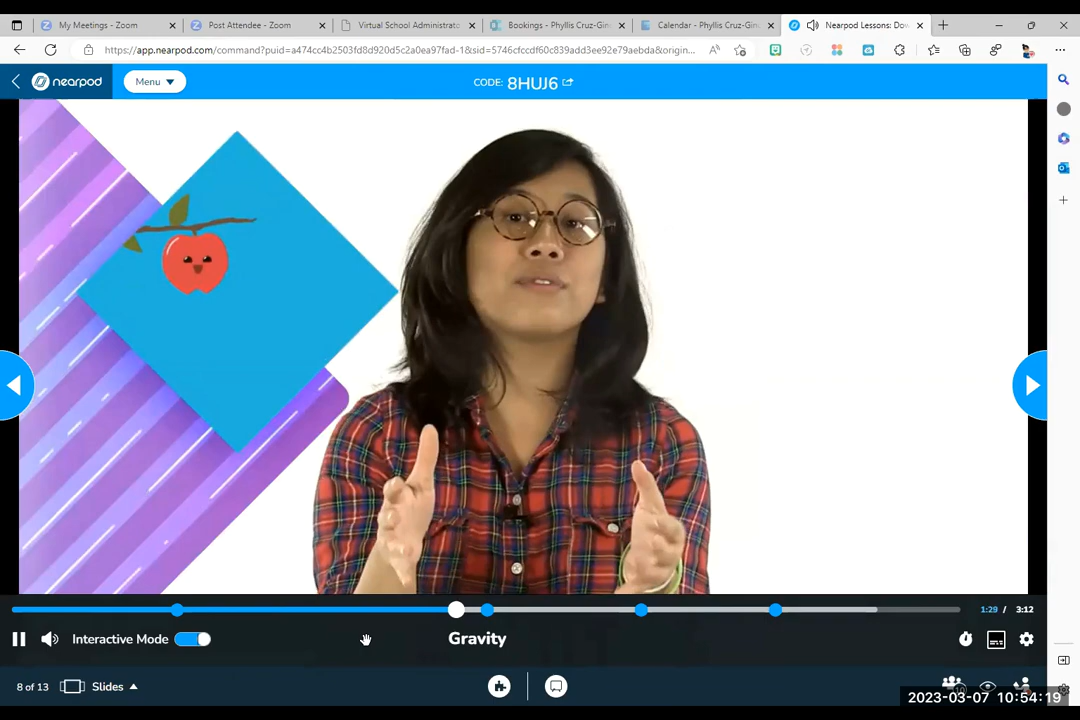 My Meetings - Zoom
Post Attendee - Zoom
Virtual School Administrato
Bookings - Phyllis Cruz-Gin
Calendar - Phyllis Cruz-Gino
Nearpod Lessons: Dow
https://app.nearpod.com/command?puid=a474cc4b2503fd8d920d5c2a0ea97fad-1&sid=5746cfccdf60c839add3ee92e79aebda&origin...
nearpod
Menu
CODE: 8HUJ6
1:29 / 3:12
Interactive Mode
Gravity
8 of 13
Slides
2023-03-07 10:54:19